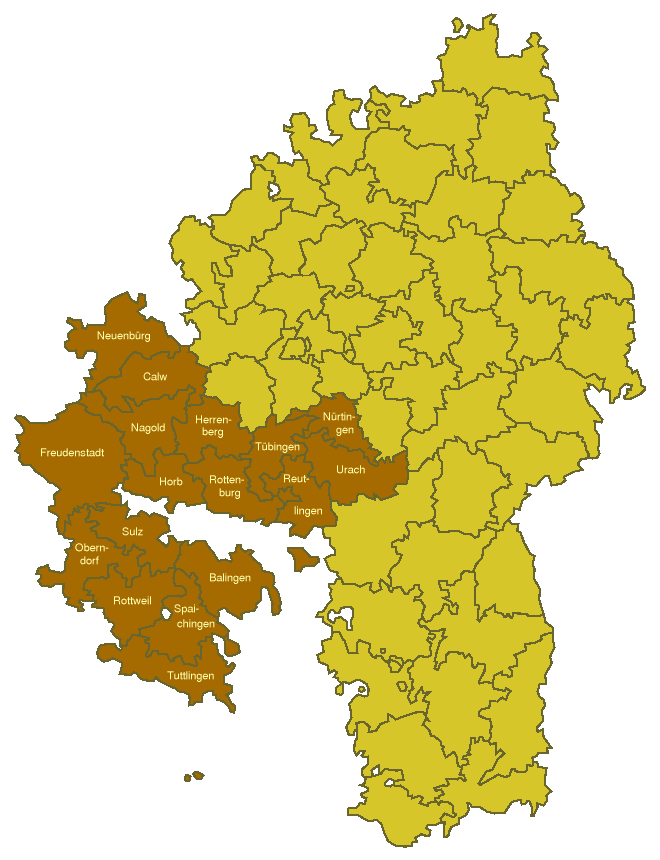 Neuenbürg
Calw
Nagold
Herren-
berg
Nürtin-
gen
Freudenstadt
Tübingen
Horb
Rotten-
burg
Reut-
lingen
Urach
Sulz
Obern-
dorf
Balingen
Rottweil
Spai-
chingen
Tuttlingen